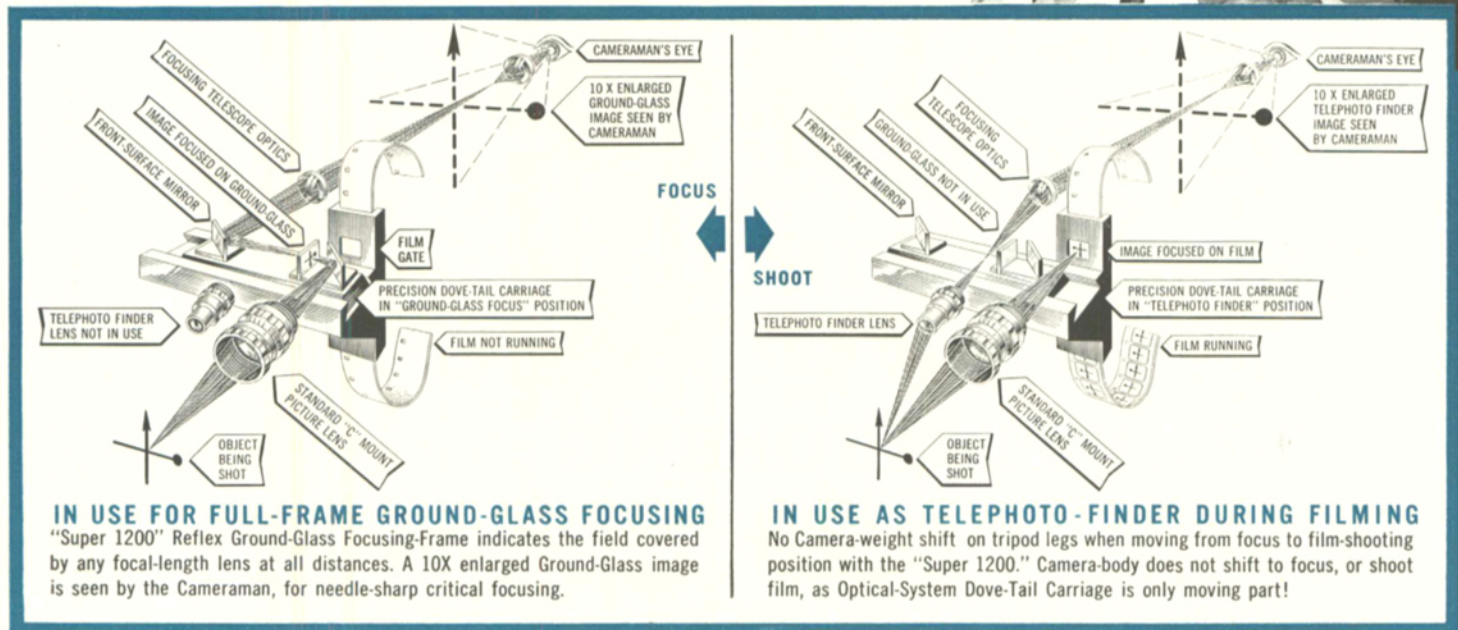 FOCUSING
TELESCOPE OPTICS
IMAGE FOCUSED ON GROUND-GLASS
FRONT-SURFACE MIRROR
CAMERAMAN'S EYE
10 X ENLARGED
GROUND-GLASS
IMAGE SEEN BY
CAMERAMAN
FILM
GATE
PRECISION DOVE-TAIL CARRIAGE
IN "GROUND-GLASS FOCUS" POSITION
TELEPHOTO FINDER
LENS NOT IN USE
FILM NOT RUNNING
STANDARD "C" MOUNT
PICTURE LENS
OBJECT
BEING
SHOT
IN USE FOR FULL-FRAME GROUND-GLASS FOCUSING
"Super 1200" Reflex Ground-Glass Focusing-Frame indicates the field covered
by any focal-length lens at all distances. A 10X enlarged Ground-Glass image
is seen by the Cameraman, for needle-sharp critical focusing.
FOCUS
SHOOT
FOCUSING
TELESCOPE OPTICS
GROUND-GLASS NOT IN USE
FRONT-SURFACE MIRROR
CAMERAMAN'S EYE
10 X ENLARGED
TELEPHOTO FINDER
IMAGE SEEN
BY CAMERAMAN
IMAGE FOCUSED ON FILM
PRECISION DOVE-TAIL CARRIAGE
IN "TELEPHOTO FINDER" POSITION
TELEPHOTO FINDER LENS
FILM RUNNING
STANDARD "C" MOUNT
PICTURE LENS
OBJECT
BEING
SHOT
IN USE AS TELEPHOTO-FINDER DURING FILMING
No Camera-weight shift on tripod legs when moving from focus to film-shooting
position with the "Super 1200." Camera-body does not shift to focus, or shoot
film, as Optical-System Dove-Tail Carriage is only moving part!